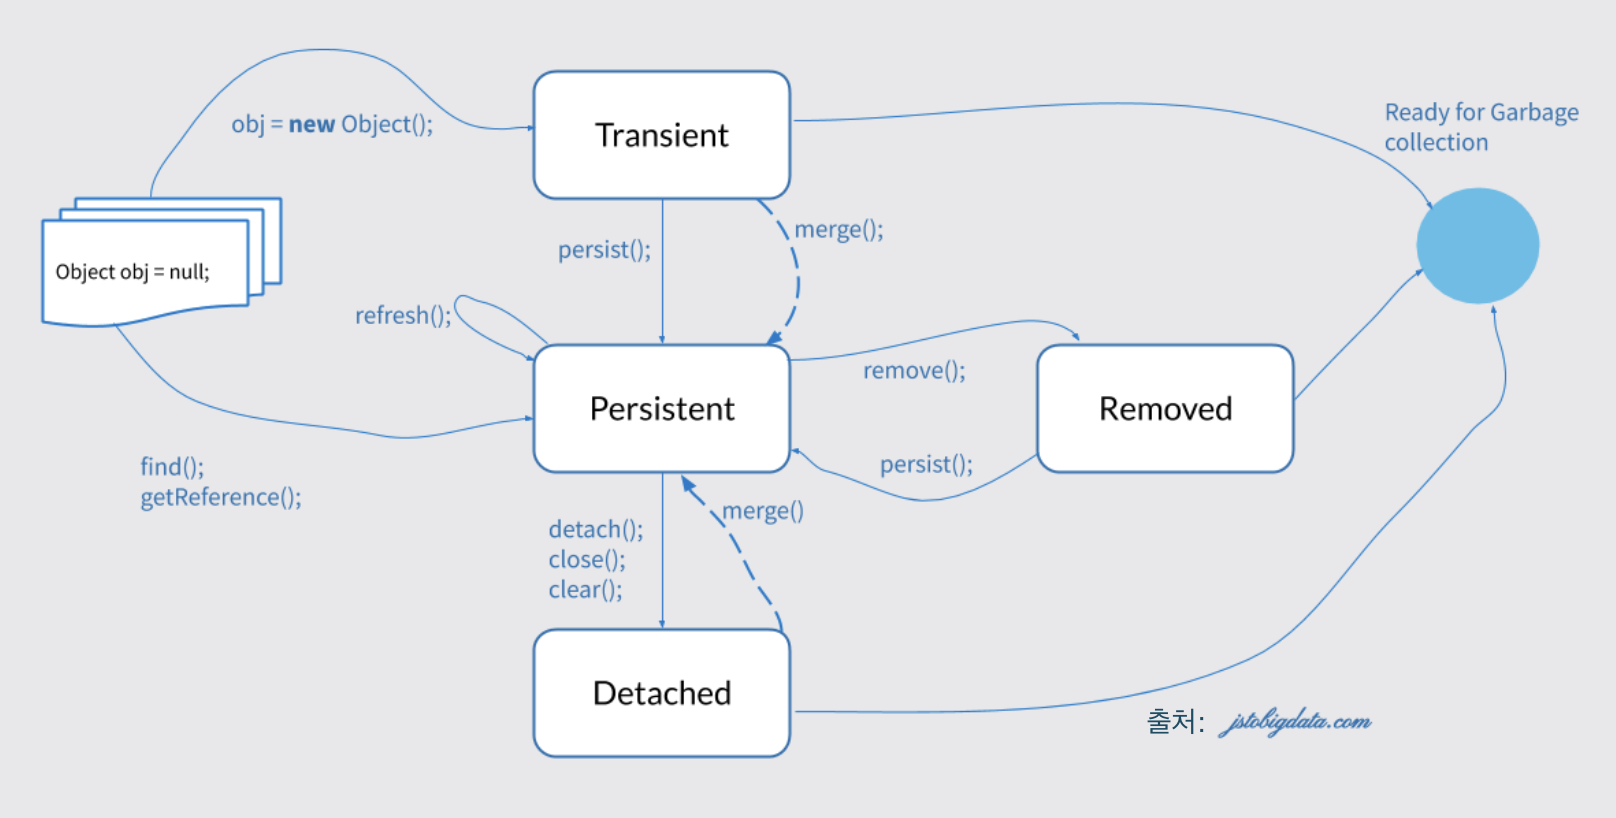 obj = new Object();
Transient
Ready for Garbage
collection
Object obj = null;
persist();
merge();
refresh();
Persistent
remove();
Removed
find();
getReference();
persist();
detach();
close();
clear();
merge()
Detached
출처: jstobigdata.com